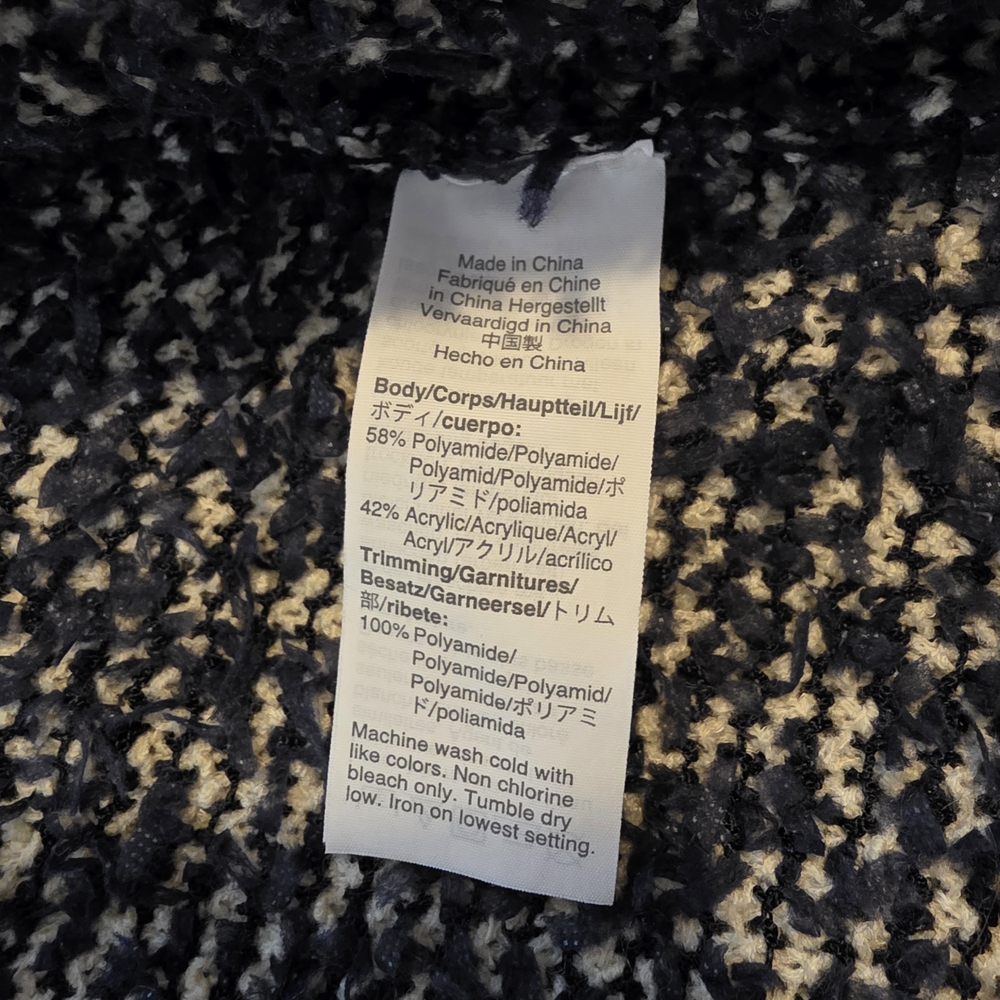 Made in China
Fabriqué en Chine
in China Hergestellt
Vervaardigd in China
中国製
Hecho en China
Body/Corps/Hauptteil/Lijf/
ボディ/cuerpo:
58% Polyamide/Polyamide/
Polyamid/Polyamide/ポ
リアミド/poliamida
42% Acrylic/Acrylique/Acryl/
Acryl/アクリル/acrílico
Trimming/Garnitures/
Besatz/Garneersel/トリム
部/ribete:
100% Polyamide/
Polyamide/Polyamid/
Polyamide/ポリアミ
ド/poliamida
Machine wash cold with
like colors. Non chlorine
bleach only. Tumble dry
low. Iron on lowest setting.